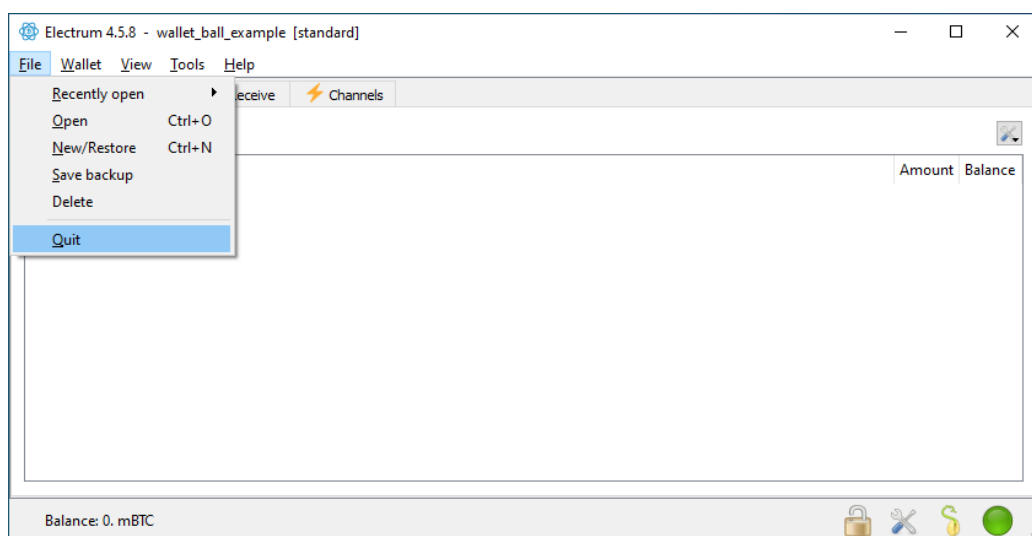 Electrum 4.5.8 - wallet_ball_example [standard]
File Wallet View Tools Help
Recently open
Channels
Open Ctrl+O
New/Restore Ctrl+N
Save backup
Amount Balance
Delete
Quit
Balance: 0. mBTC